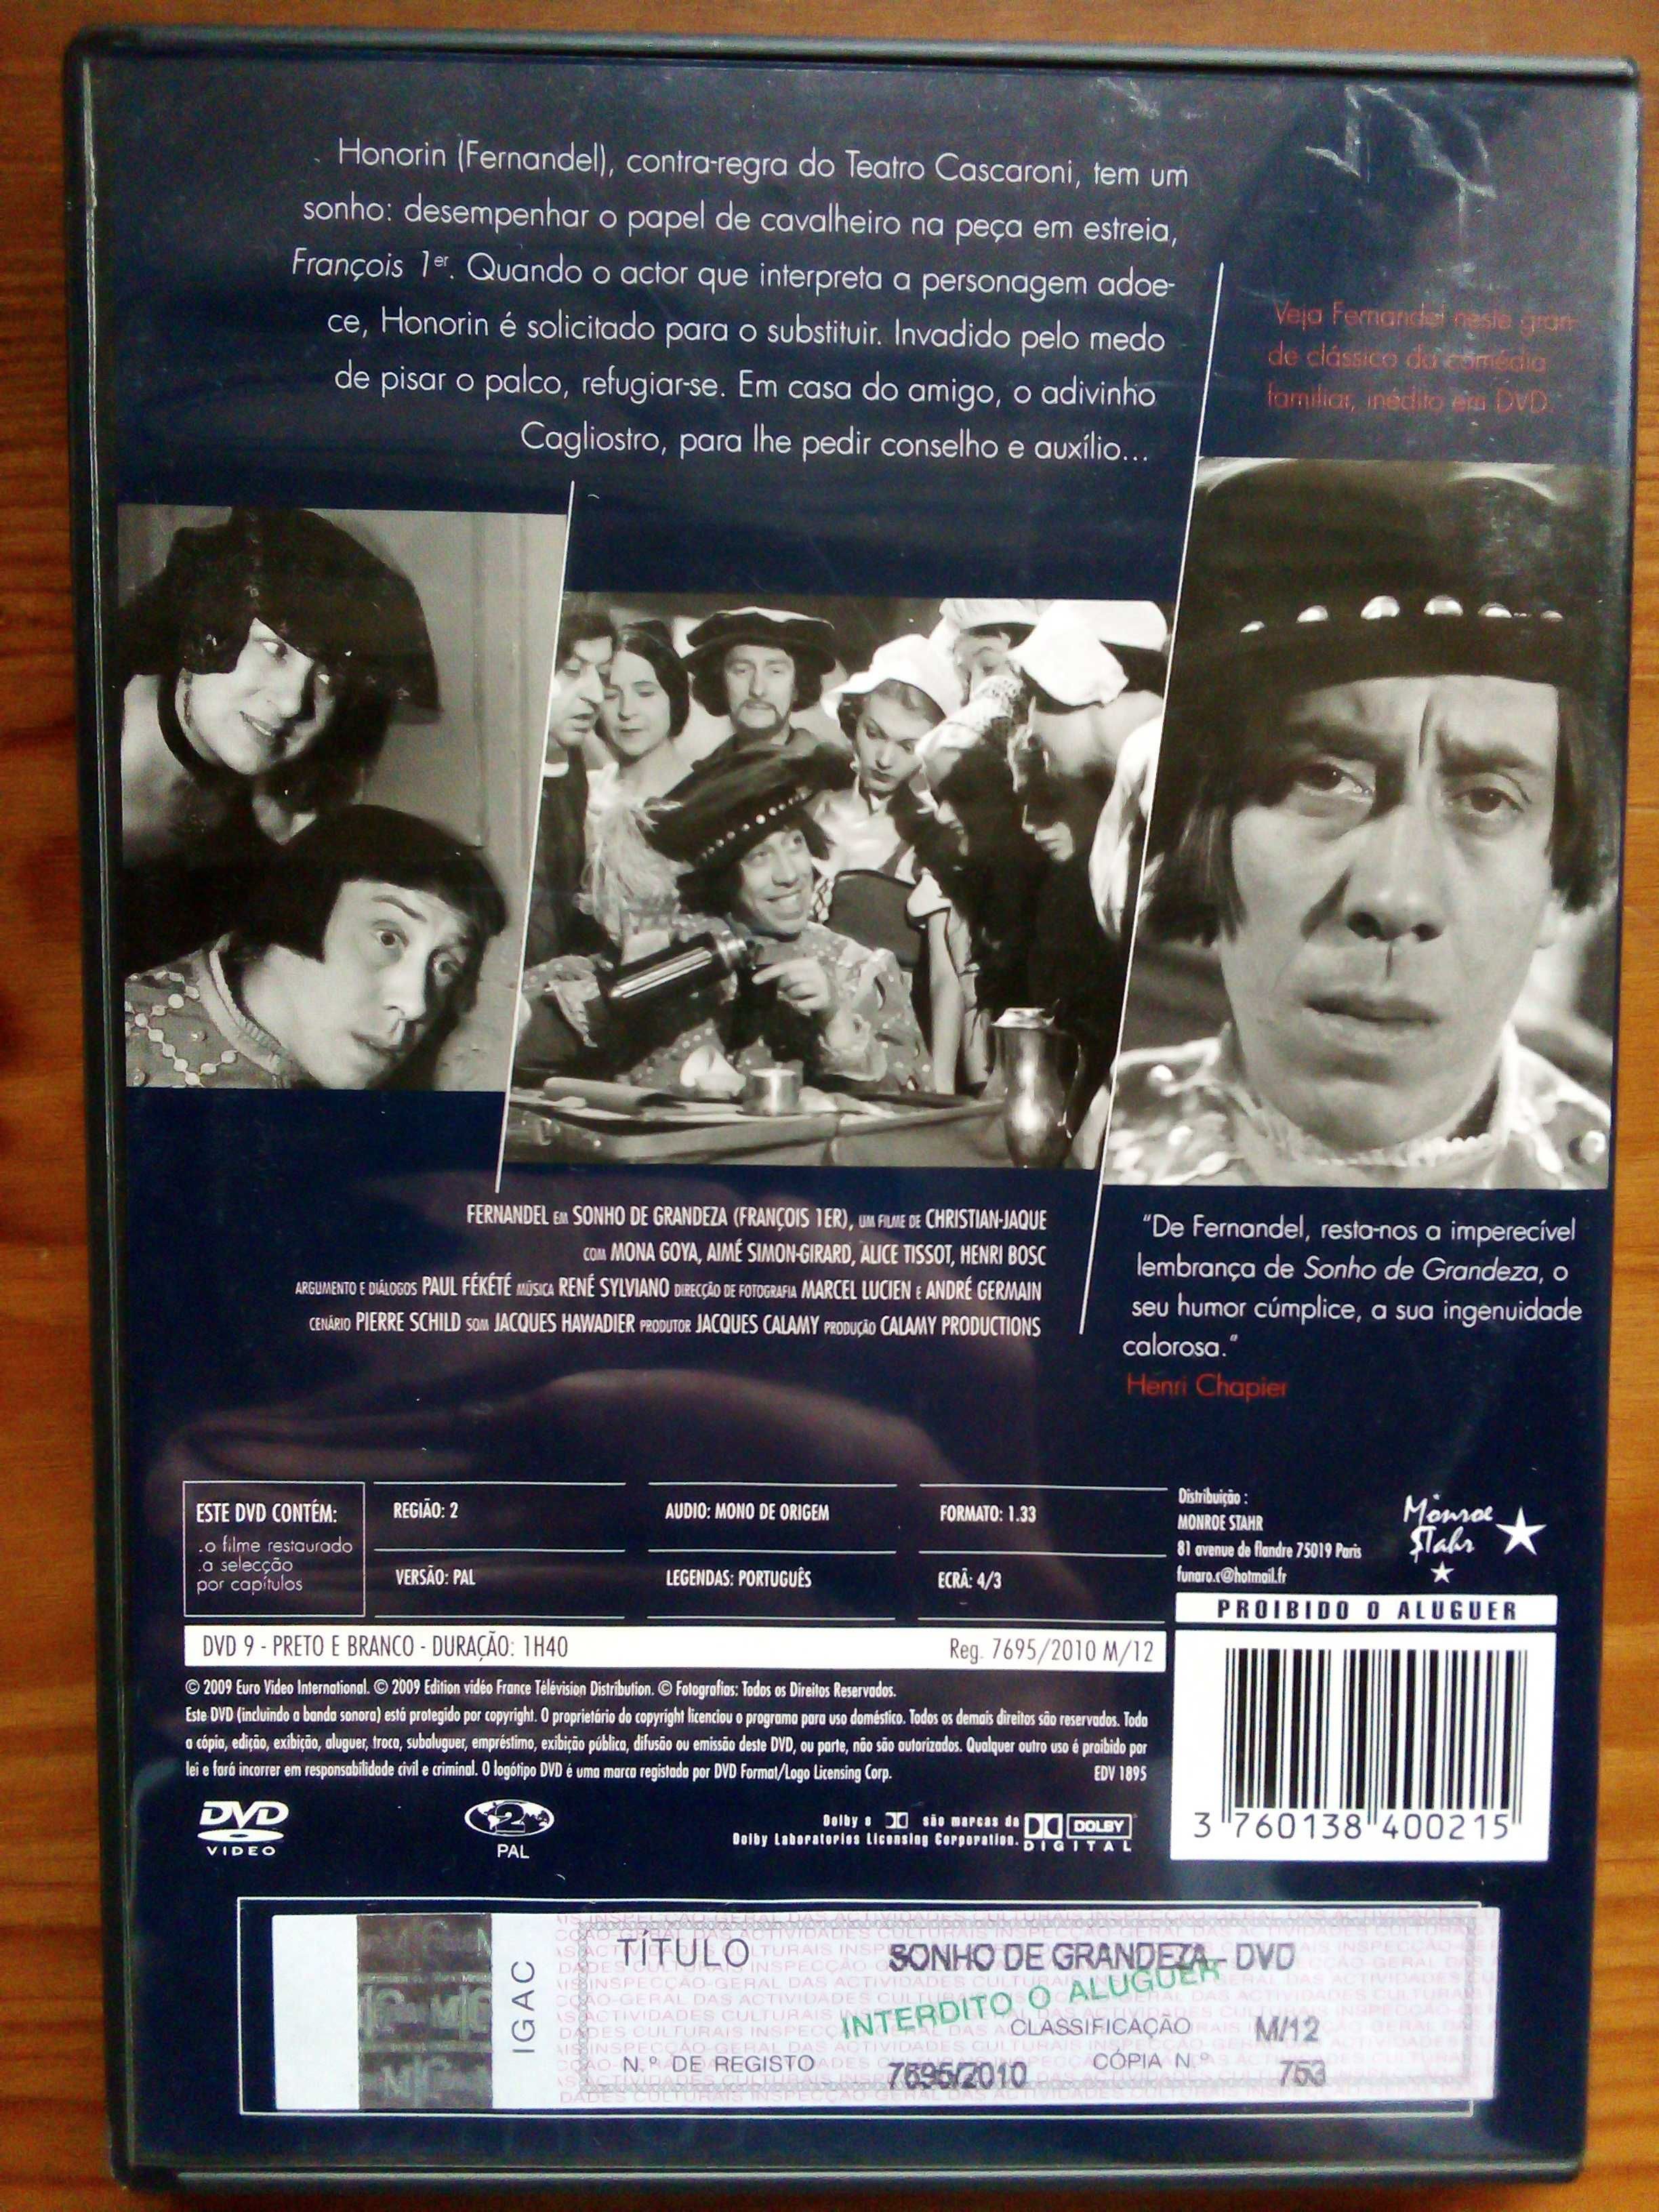 Honorin (Fernandel), contra-regra do Teatro Cascaroni, tem um
sonho: desempenhar o papel de cavalheiro na peça em estreia,
François 1er. Quando o actor que interpreta a personagem adoe-
ce, Honorin é solicitado para o substituir. Invadido pelo medo
de pisar o palco, refugiar-se. Em casa do amigo, o adivinho
Cagliostro, para lhe pedir conselho e auxílio...
Veja Fernandel neste gran-
de clássico da comédia
familiar, inédito em DVD.
FERNANDEL EM SONHO DE GRANDEZA (FRANÇOIS 1ER), UM FILME DE CHRISTIAN-JAQUE
COM MONA GOYA, AIMÉ SIMON-GIRARD, ALICE TISSOT, HENRI BOSC
ARGUMENTO E DIÁLOGOS PAUL FÉKÉTÉ MÚSICA RENÉ SYLVIANO DIRECÇÃO DE FOTOGRAFIA MARCEL LUCIEN E ANDRÉ GERMAIN
CENÁRIO PIERRE SCHILD SOM JACQUES HAWADIER PRODUTOR JACQUES CALAMY PRODUÇÃO CALAMY PRODUCTIONS
"De Fernandel, resta-nos a imperecível
lembrança de Sonho de Grandeza, o
seu humor cúmplice, a sua ingenuidade
calorosa."
Henri Chapier
ESTE DVD CONTÉM:
.o filme restaurado
.a selecção
por capítulos
REGIÃO: 2
AUDIO: MONO DE ORIGEM
FORMATO: 1.33
VERSÃO: PAL
LEGENDAS: PORTUGUÊS
ECRÃ: 4/3
Distribuição :
MONROE STAHR
81 avenue de flandre 75019 Paris
funaro.c@hotmail.fr
Monroe
Stahr
PROIBIDO O ALUGUER
DVD 9 - PRETO E BRANCO - DURAÇÃO: 1H40
Reg. 7695/2010 M/12
© 2009 Euro Video International. © 2009 Edition vidéo France Télévision Distribution. © Fotografias: Todos os Direitos Reservados.
Este DVD (incluindo a banda sonora) está protegido por copyright. O proprietário do copyright licenciou o programa para uso doméstico. Todos os demais direitos são reservados. Toda
a cópia, edição, exibição, aluguer, troca, subaluguer, empréstimo, exibição pública, difusão ou emissão deste DVD, ou parte, não são autorizados. Qualquer outro uso é proibido por
lei e fará incorrer em responsabilidade civil e criminal. O logótipo DVD é uma marca registada por DVD Format/Logo Licensing Corp.
EDV 1895
DVD
VIDEO
2
PAL
Dolby e são marcas da
Dolby Laboratories Licensing Corporation.
DOLBY
DIGITAL
3 760138 400215
IGAC
TÍTULO
SONHO DE GRANDEZA - DVD
INTERDITO O ALUGUER
CLASSIFICAÇÃO
M/12
N.º DE REGISTO
7695/2010
CÓPIA N.º
753